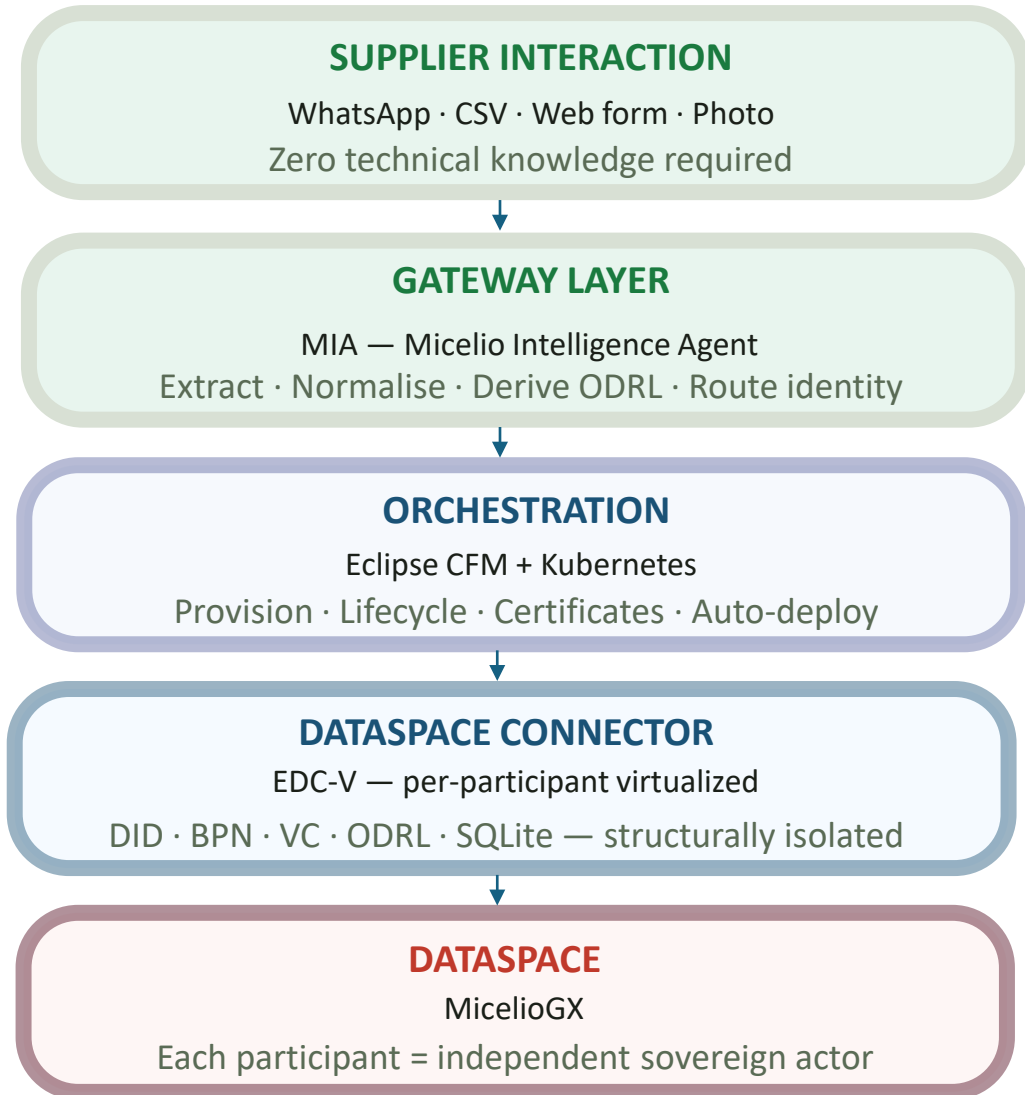 SUPPLIER INTERACTION
WhatsApp · CSV · Web form · Photo
Zero technical knowledge required
GATEWAY LAYER
MIA — Micelio Intelligence Agent
Extract · Normalise · Derive ODRL · Route identity
ORCHESTRATION
Eclipse CFM + Kubernetes
Provision · Lifecycle · Certificates · Auto-deploy
DATASPACE CONNECTOR
EDC-V — per-participant virtualized
DID · BPN · VC · ODRL · SQLite — structurally isolated
DATASPACE
MicelioGX
Each participant = independent sovereign actor